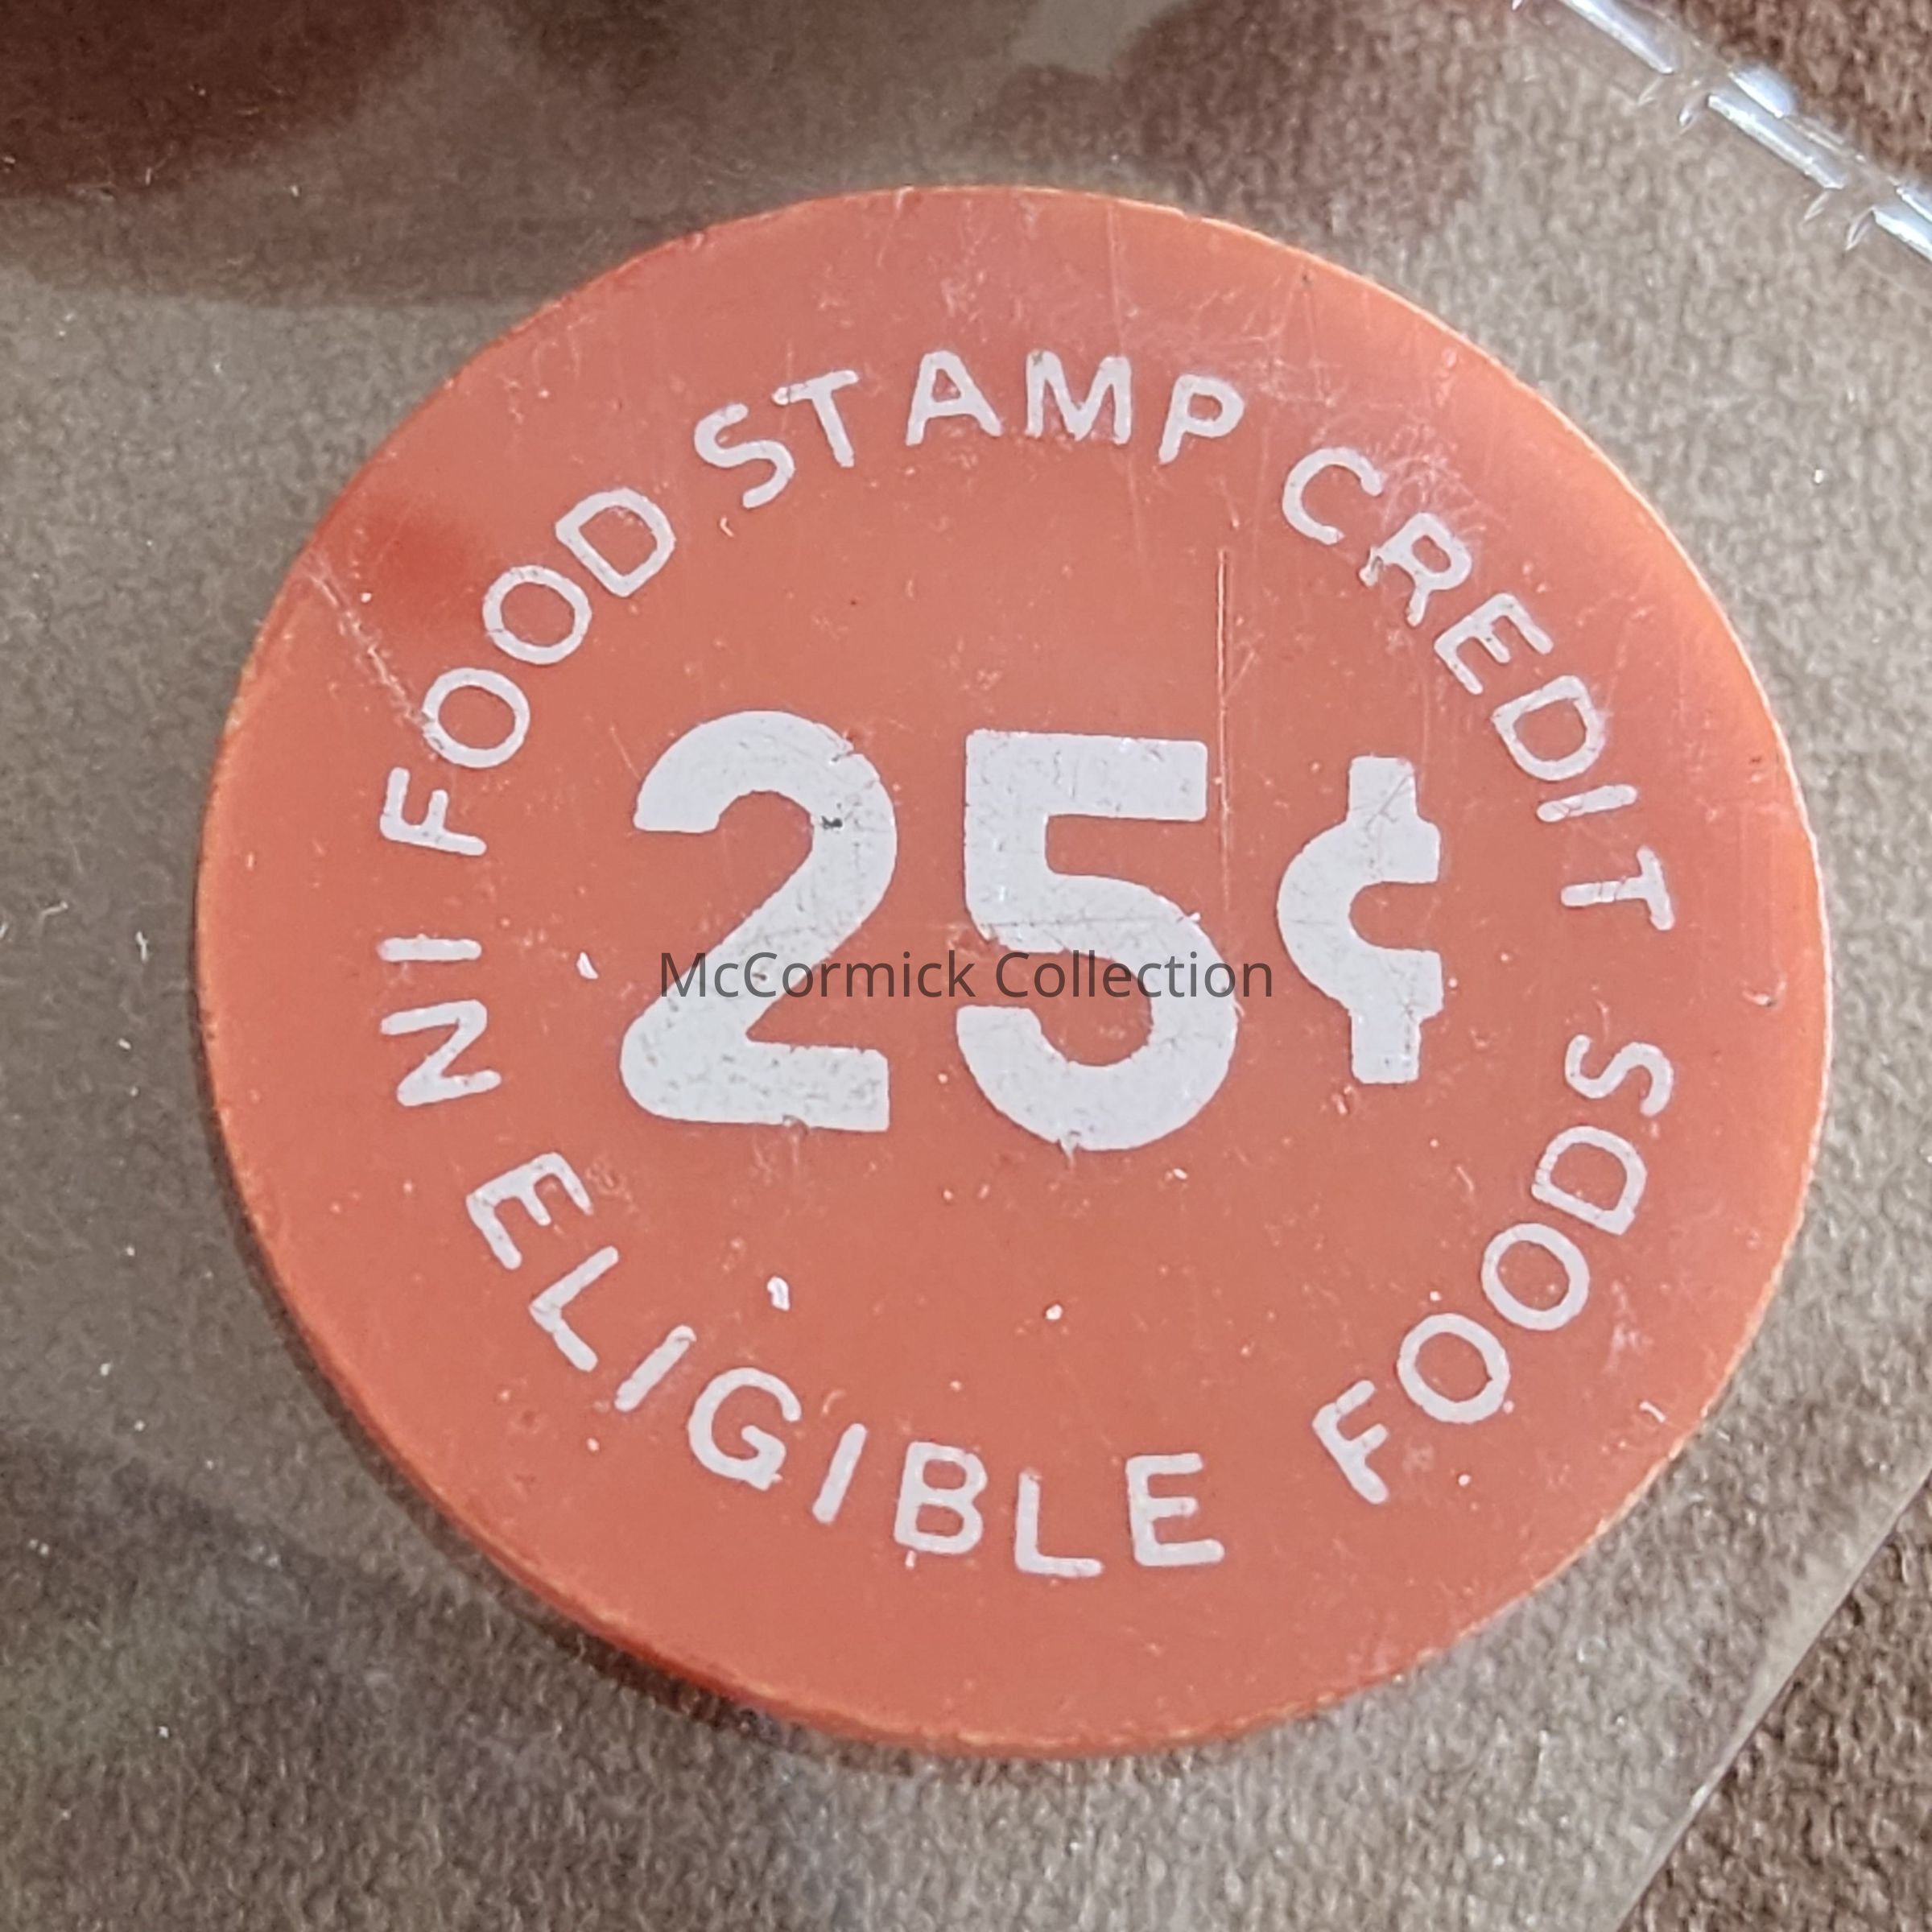 FOOD STAMP CREDIT
25¢
IN ELIGIBLE FOODS
McCormick Collection